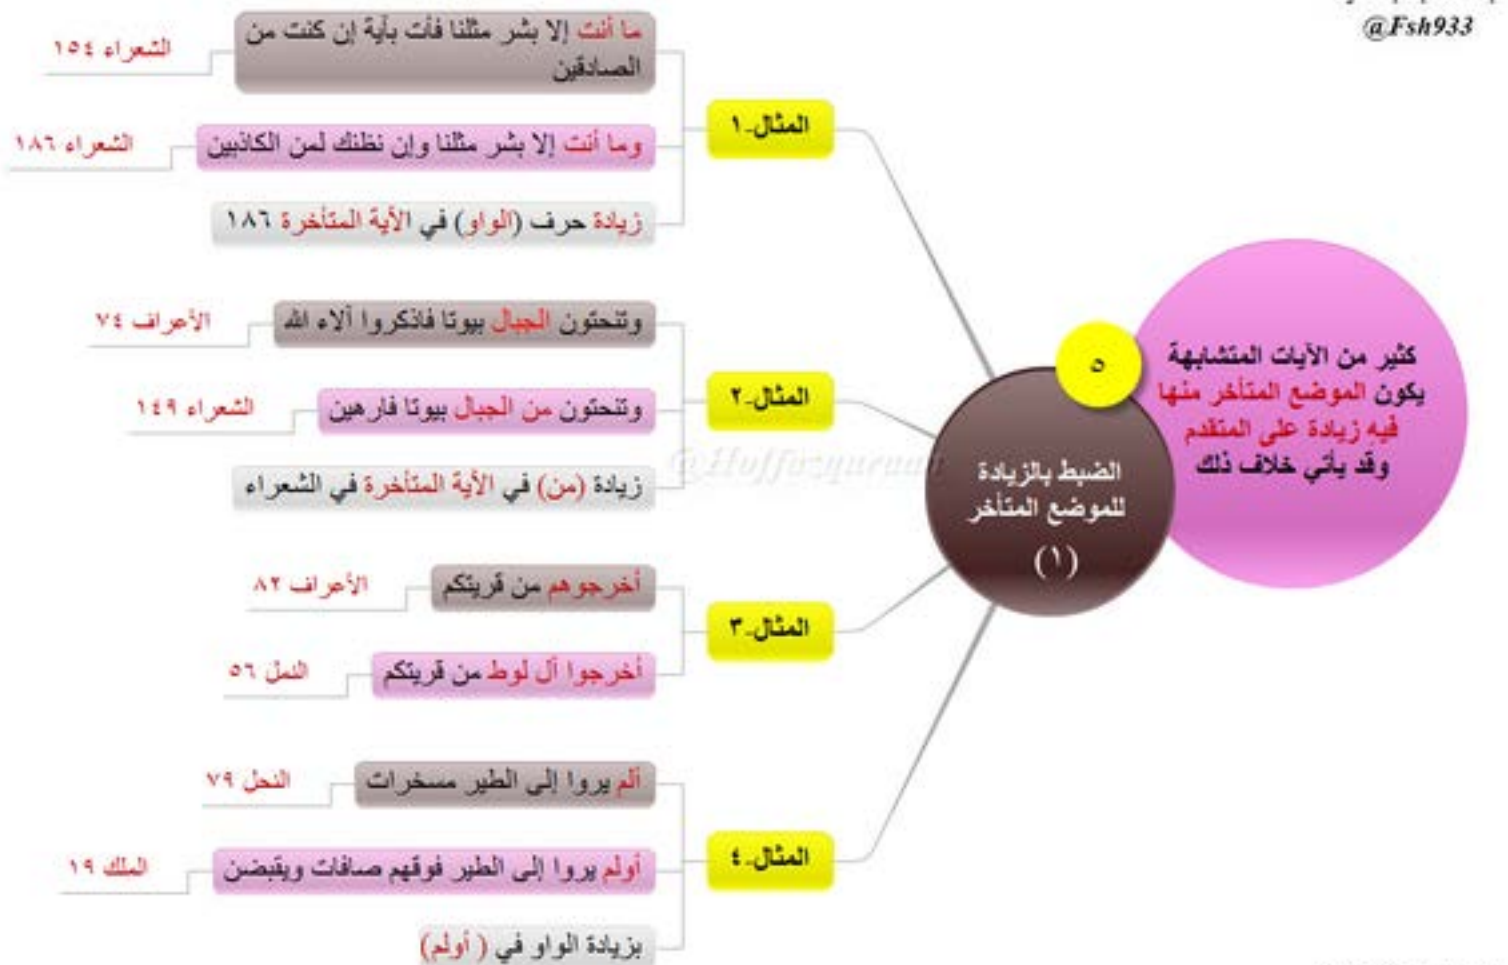 @Fsh933
كثير من الآيات المتشابهة
يكون الموضع المتأخر منها
فيه زيادة على المتقدم
وقد يأتي خلاف ذلك
٥
الضبط بالزيادة
للموضع المتأخر
(١)
المثال-١
ما أنت إلا بشر مثلنا فأت بآية إن كنت من
الصادقين
الشعراء ١٥٤
وما أنت إلا بشر مثلنا وإن نظنك لمن الكاذبين
الشعراء ١٨٦
زيادة حرف (الواو) في الآية المتأخرة ١٨٦
المثال-٢
وتنحتون الجبال بيوتا فاذكروا آلاء الله
الأعراف ٧٤
وتنحتون من الجبال بيوتا فارهين
الشعراء ١٤٩
زيادة (من) في الآية المتأخرة في الشعراء
@Huffazquraan
المثال-٣
أخرجوهم من قريتكم
الأعراف ٨٢
أخرجوا آل لوط من قريتكم
النمل ٥٦
المثال-٤
ألم يروا إلى الطير مسخرات
النحل ٧٩
أولم يروا إلى الطير فوقهم صافات ويقبضن
الملك ١٩
بزيادة الواو في ( أولم)